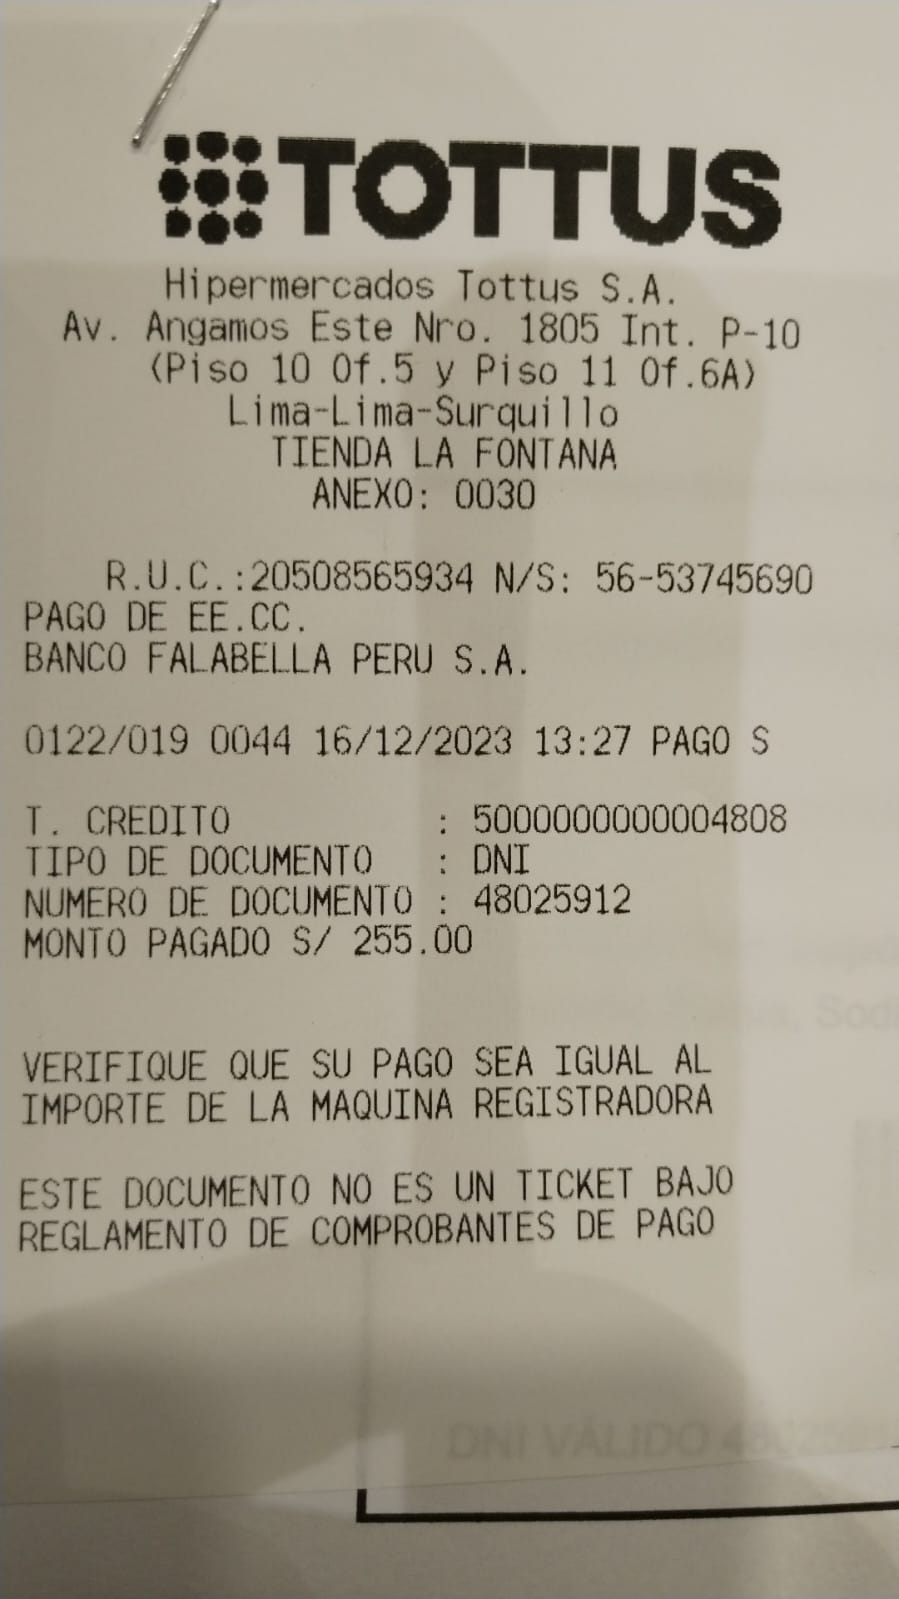 TOTTUS
Hipermercados Tottus S.A.
Av. Angamos Este Nro. 1805 Int. P-10
(Piso 10 Of.5 y Piso 11 Of.6A)
Lima-Lima-Surquillo
TIENDA LA FONTANA
ANEXO: 0030
R.U.C.:20508565934 N/S: 56-53745690
PAGO DE EE.CC.
BANCO FALABELLA PERU S.A.
0122/019 0044 16/12/2023 13:27 PAGO S
T. CREDITO : 5000000000004808
TIPO DE DOCUMENTO : DNI
NUMERO DE DOCUMENTO : 48025912
MONTO PAGADO S/ 255.00
VERIFIQUE QUE SU PAGO SEA IGUAL AL
IMPORTE DE LA MAQUINA REGISTRADORA
ESTE DOCUMENTO NO ES UN TICKET BAJO
REGLAMENTO DE COMPROBANTES DE PAGO
DNI VÁLIDO